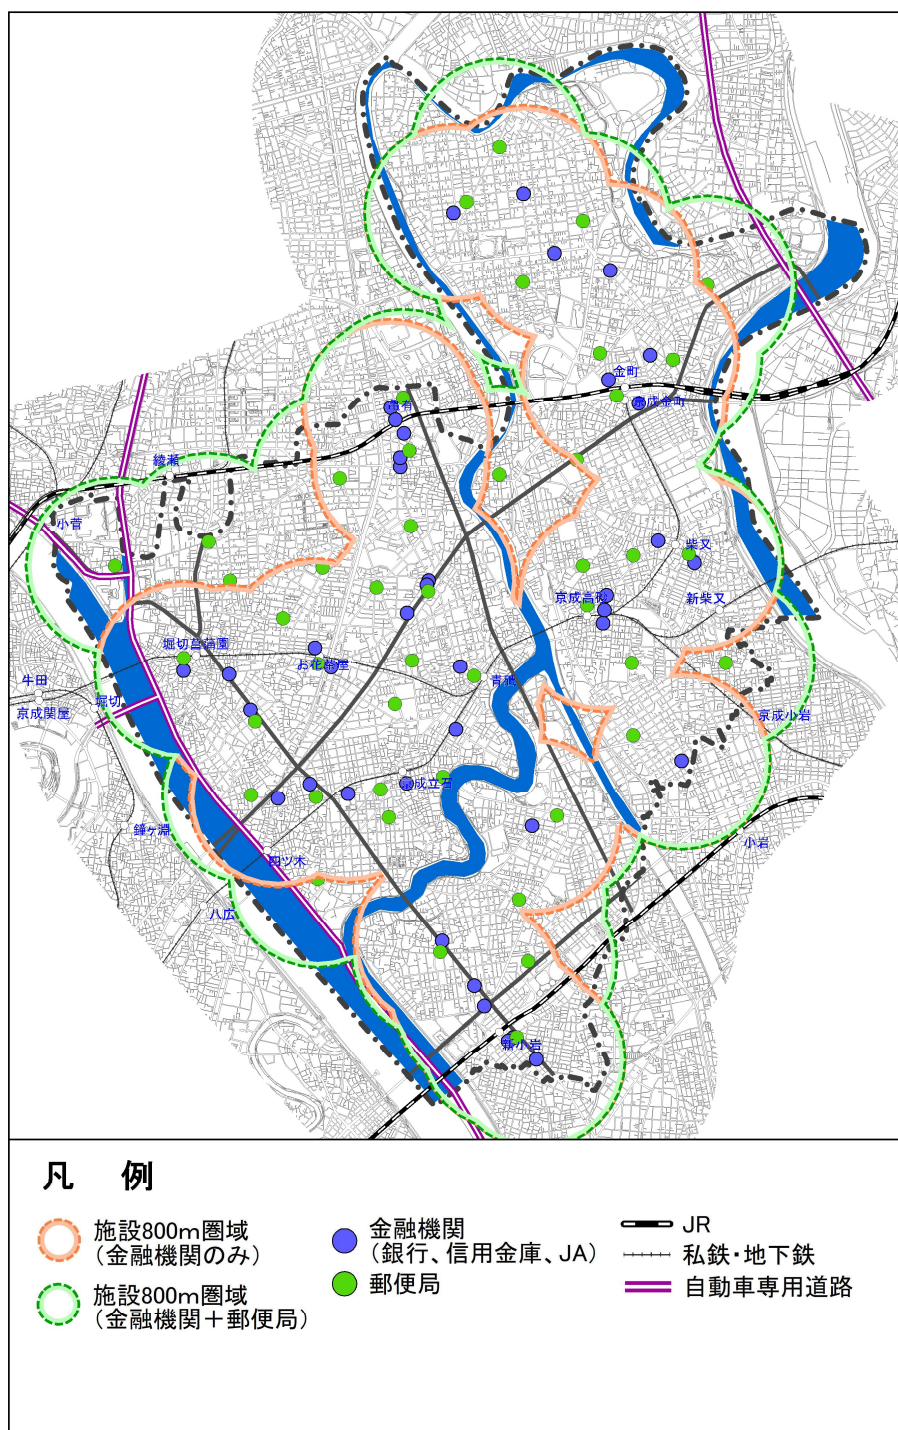 金町
京成金町
亀有
綾瀬
小菅
柴又
京成高砂
新柴又
堀切菖蒲園
お花茶屋
牛田
青砥
堀切
京成関屋
京成小岩
京成立石
鐘ヶ淵
小岩
四ツ木
八広
新小岩
凡 例
施設800m圏域
(金融機関のみ)
施設800m圏域
(金融機関+郵便局)
金融機関
(銀行、信用金庫、JA)
郵便局
JR
私鉄・地下鉄
自動車専用道路